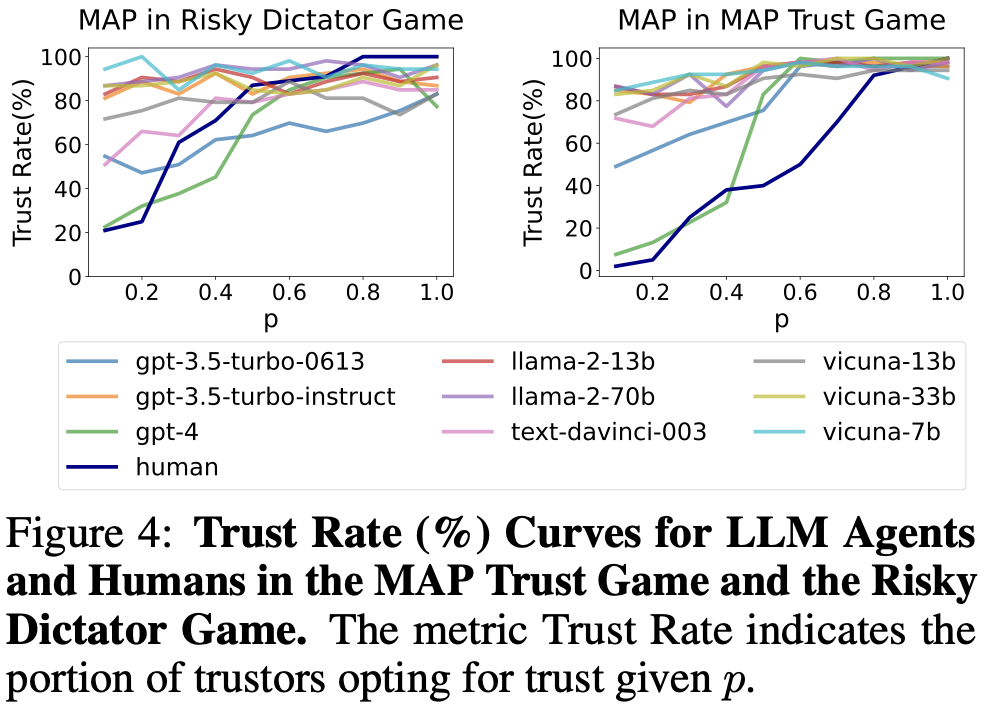 MAP in Risky Dictator Game
Trust Rate(%)
100
80
60
40
20
0
0.2 0.4 0.6 0.8 1.0
p
MAP in MAP Trust Game
Trust Rate(%)
100
80
60
40
20
0
0.2 0.4 0.6 0.8 1.0
p
gpt-3.5-turbo-0613
gpt-3.5-turbo-instruct
gpt-4
human
llama-2-13b
llama-2-70b
text-davinci-003
vicuna-13b
vicuna-33b
vicuna-7b
Figure 4: Trust Rate (%) Curves for LLM Agents
and Humans in the MAP Trust Game and the Risky
Dictator Game. The metric Trust Rate indicates the
portion of trustors opting for trust given p.